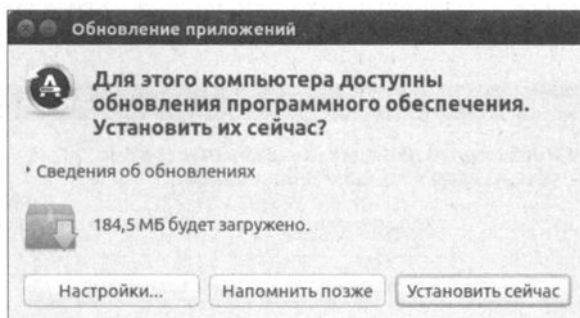 Обновление приложений
Для этого компьютера доступны
обновления программного обеспечения.
Установить их сейчас?
Сведения об обновлениях
184,5 МБ будет загружено.
Настройки... Напомнить позже Установить сейчас